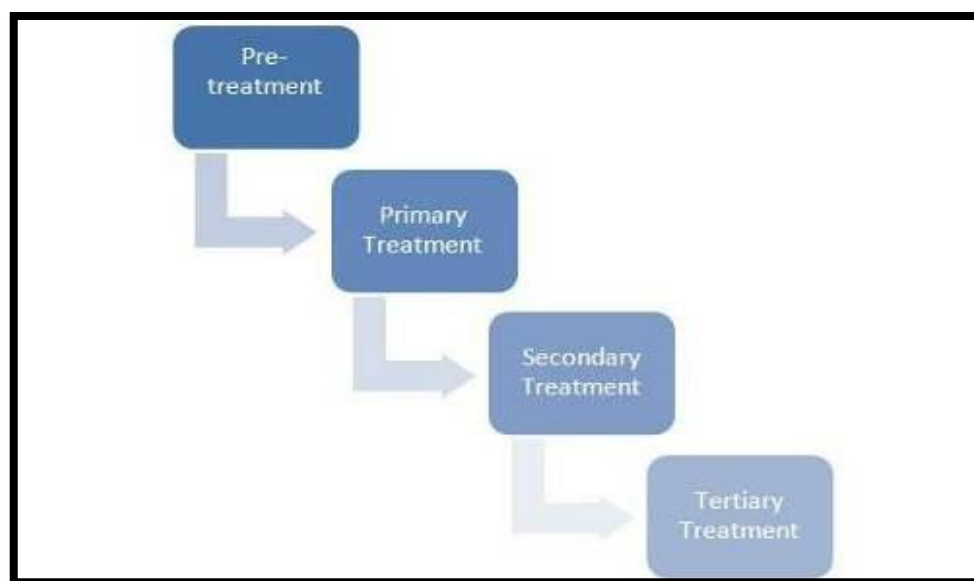 Pre-
treatment
Primary
Treatment
Secondary
Treatment
Tertiary
Treatment